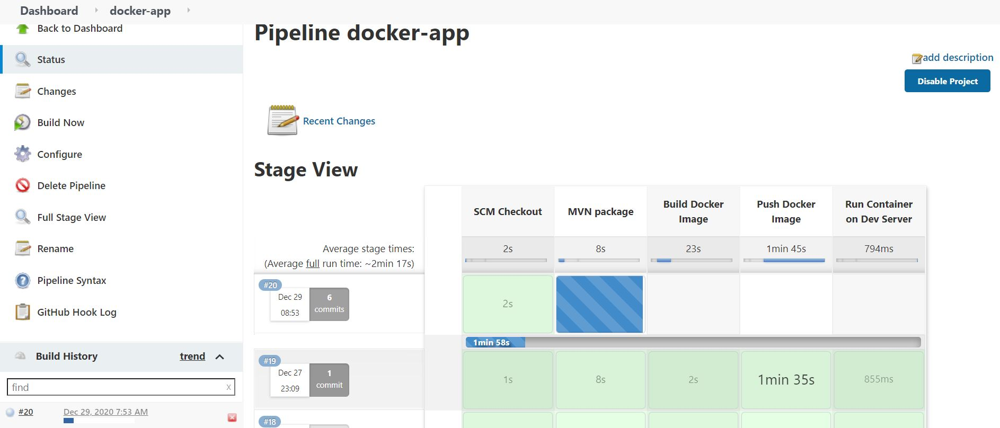 Dashboard
docker-app
Back to Dashboard
Status
Changes
Build Now
Configure
Delete Pipeline
Full Stage View
Rename
Pipeline Syntax
GitHub Hook Log
Build History
trend
find
x
#20
Dec 29, 2020 7:53 AM
Pipeline docker-app
add description
Disable Project
Recent Changes
Stage View
SCM Checkout
MVN package
Build Docker
Image
Push Docker
Image
Run Container
on Dev Server
Average stage times:
(Average full run time: ~2min 17s)
2s
8s
23s
1min 45s
794ms
#20
Dec 29
08:53
6
commits
2s
1min 58s
#19
Dec 27
23:09
1
commit
1s
8s
2s
1min 35s
855ms
#18